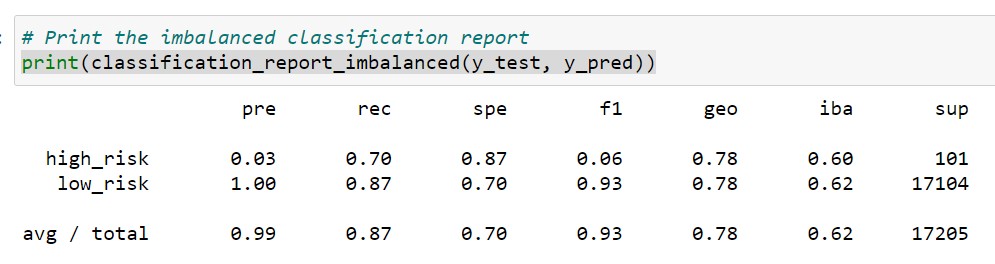 # Print the imbalanced classification report
print(classification_report_imbalanced(y_test, y_pred))
pre rec spe f1 geo iba sup
high_risk 0.03 0.70 0.87 0.06 0.78 0.60 101
low_risk 1.00 0.87 0.70 0.93 0.78 0.62 17104
avg / total 0.99 0.87 0.70 0.93 0.78 0.62 17205